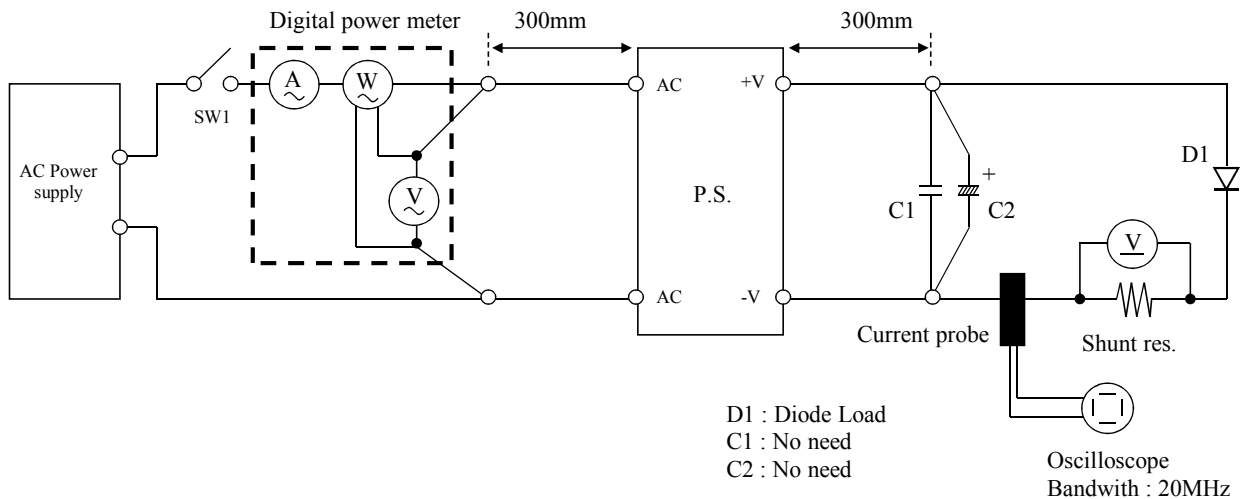 Digital power meter
300mm
300mm
A
W
AC
+V
SW1
D1
AC Power
supply
V
P.S.
C1
+
C2
V
AC
-V
Current probe
Shunt res.
D1 : Diode Load
C1 : No need
C2 : No need
Oscilloscope
Bandwith : 20MHz